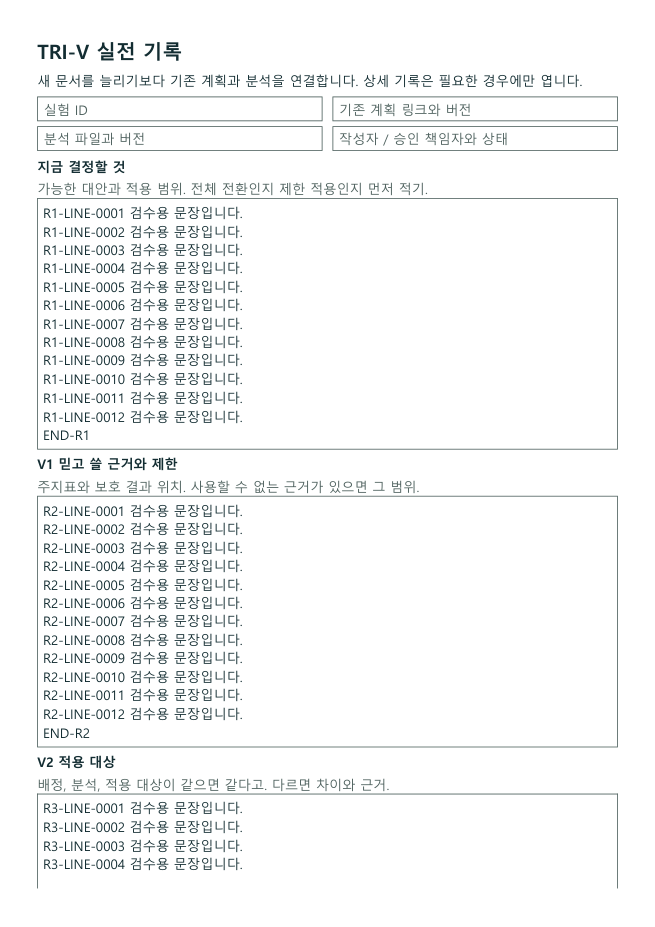 TRI-V 실전 기록
새 문서를 늘리기보다 기존 계획과 분석을 연결합니다. 상세 기록은 필요한 경우에만 엽니다.
실험 ID
기존 계획 링크와 버전
분석 파일과 버전
작성자 / 승인 책임자와 상태
지금 결정할 것
가능한 대안과 적용 범위. 전체 전환인지 제한 적용인지 먼저 적기.
R1-LINE-0001 검수용 문장입니다.
R1-LINE-0002 검수용 문장입니다.
R1-LINE-0003 검수용 문장입니다.
R1-LINE-0004 검수용 문장입니다.
R1-LINE-0005 검수용 문장입니다.
R1-LINE-0006 검수용 문장입니다.
R1-LINE-0007 검수용 문장입니다.
R1-LINE-0008 검수용 문장입니다.
R1-LINE-0009 검수용 문장입니다.
R1-LINE-0010 검수용 문장입니다.
R1-LINE-0011 검수용 문장입니다.
R1-LINE-0012 검수용 문장입니다.
END-R1
V1 믿고 쓸 근거와 제한
주지표와 보호 결과 위치. 사용할 수 없는 근거가 있으면 그 범위.
R2-LINE-0001 검수용 문장입니다.
R2-LINE-0002 검수용 문장입니다.
R2-LINE-0003 검수용 문장입니다.
R2-LINE-0004 검수용 문장입니다.
R2-LINE-0005 검수용 문장입니다.
R2-LINE-0006 검수용 문장입니다.
R2-LINE-0007 검수용 문장입니다.
R2-LINE-0008 검수용 문장입니다.
R2-LINE-0009 검수용 문장입니다.
R2-LINE-0010 검수용 문장입니다.
R2-LINE-0011 검수용 문장입니다.
R2-LINE-0012 검수용 문장입니다.
END-R2
V2 적용 대상
배정, 분석, 적용 대상이 같으면 같다고. 다르면 차이와 근거.
R3-LINE-0001 검수용 문장입니다.
R3-LINE-0002 검수용 문장입니다.
R3-LINE-0003 검수용 문장입니다.
R3-LINE-0004 검수용 문장입니다.